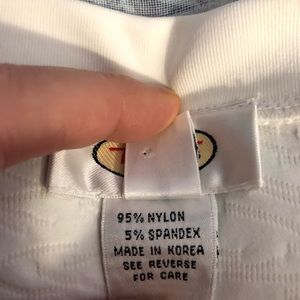 95% NYLON
5% SPANDEX
MADE IN KOREA
SEE REVERSE
FOR CARE